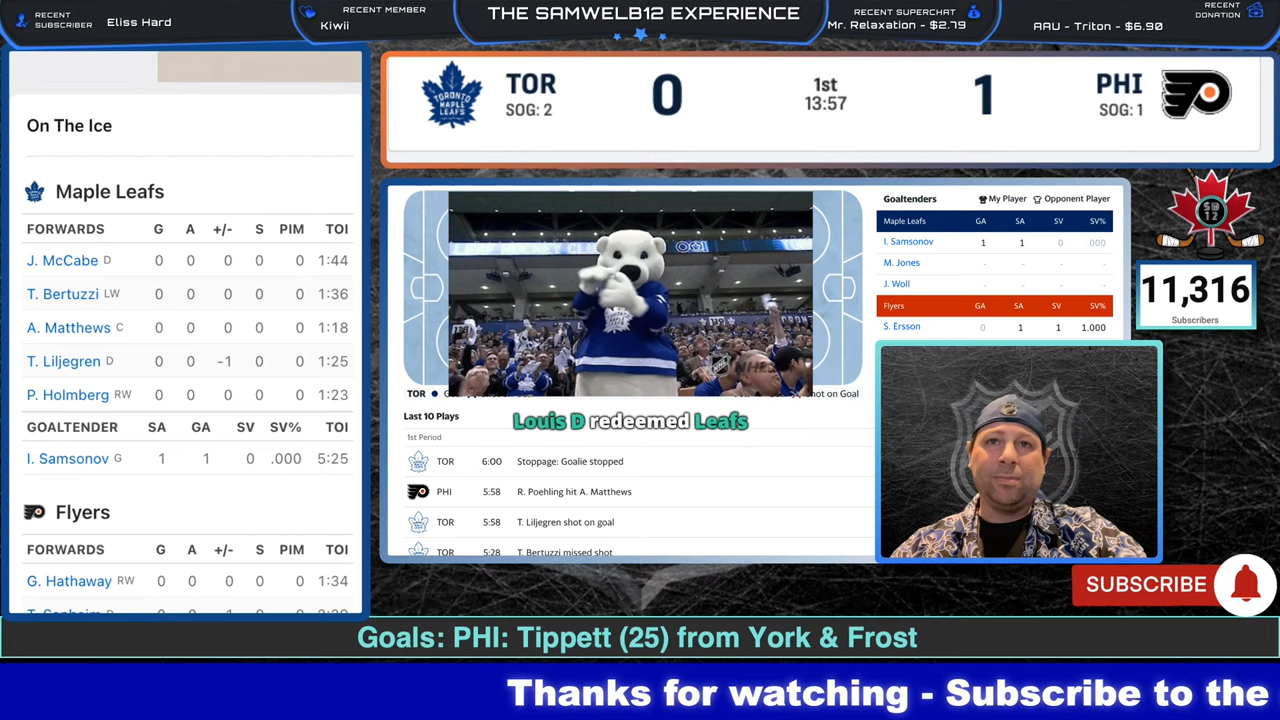 RECENT SUBSCRIBER
Eliss Hard
RECENT MEMBER
Kiwii
THE SAMWELB12 EXPERIENCE
RECENT SUPERCHAT
Mr. Relaxation - $2.79
RECENT DONATION
AAU - Triton - $6.90
TOR
SOG: 2
0
1st
13:57
1
PHI
SOG: 1
On The Ice
Maple Leafs
FORWARDS G A +/- S PIM TOI
J. McCabe D 0 0 0 0 0 1:44
T. Bertuzzi LW 0 0 0 0 0 1:36
A. Matthews C 0 0 0 0 0 1:18
T. Liljegren D 0 0 -1 0 0 1:25
P. Holmberg RW 0 0 0 0 0 1:23
GOALTENDER SA GA SV SV% TOI
I. Samsonov G 1 1 0 .000 5:25
Flyers
FORWARDS G A +/- S PIM TOI
G. Hathaway RW 0 0 0 0 0 1:34
Goaltenders My Player Opponent Player
Maple Leafs GA SA SV SV%
I. Samsonov 1 1 0 .000
M. Jones - - - -
J. Woll - - - -
Flyers GA SA SV SV%
S. Ersson 0 1 1 1.000
TOR
shot on Goal
Louis D redeemed Leafs
Last 10 Plays
1st Period
TOR 6:00 Stoppage: Goalie stopped
PHI 5:58 R. Poehling hit A. Matthews
TOR 5:58 T. Liljegren shot on goal
TOR 5:28 T. Bertuzzi missed shot
TORONTO MAPLE LEAFS
SB 12
11,316
Subscribers
SUBSCRIBE
Goals: PHI: Tippett (25) from York & Frost
Thanks for watching - Subscribe to the